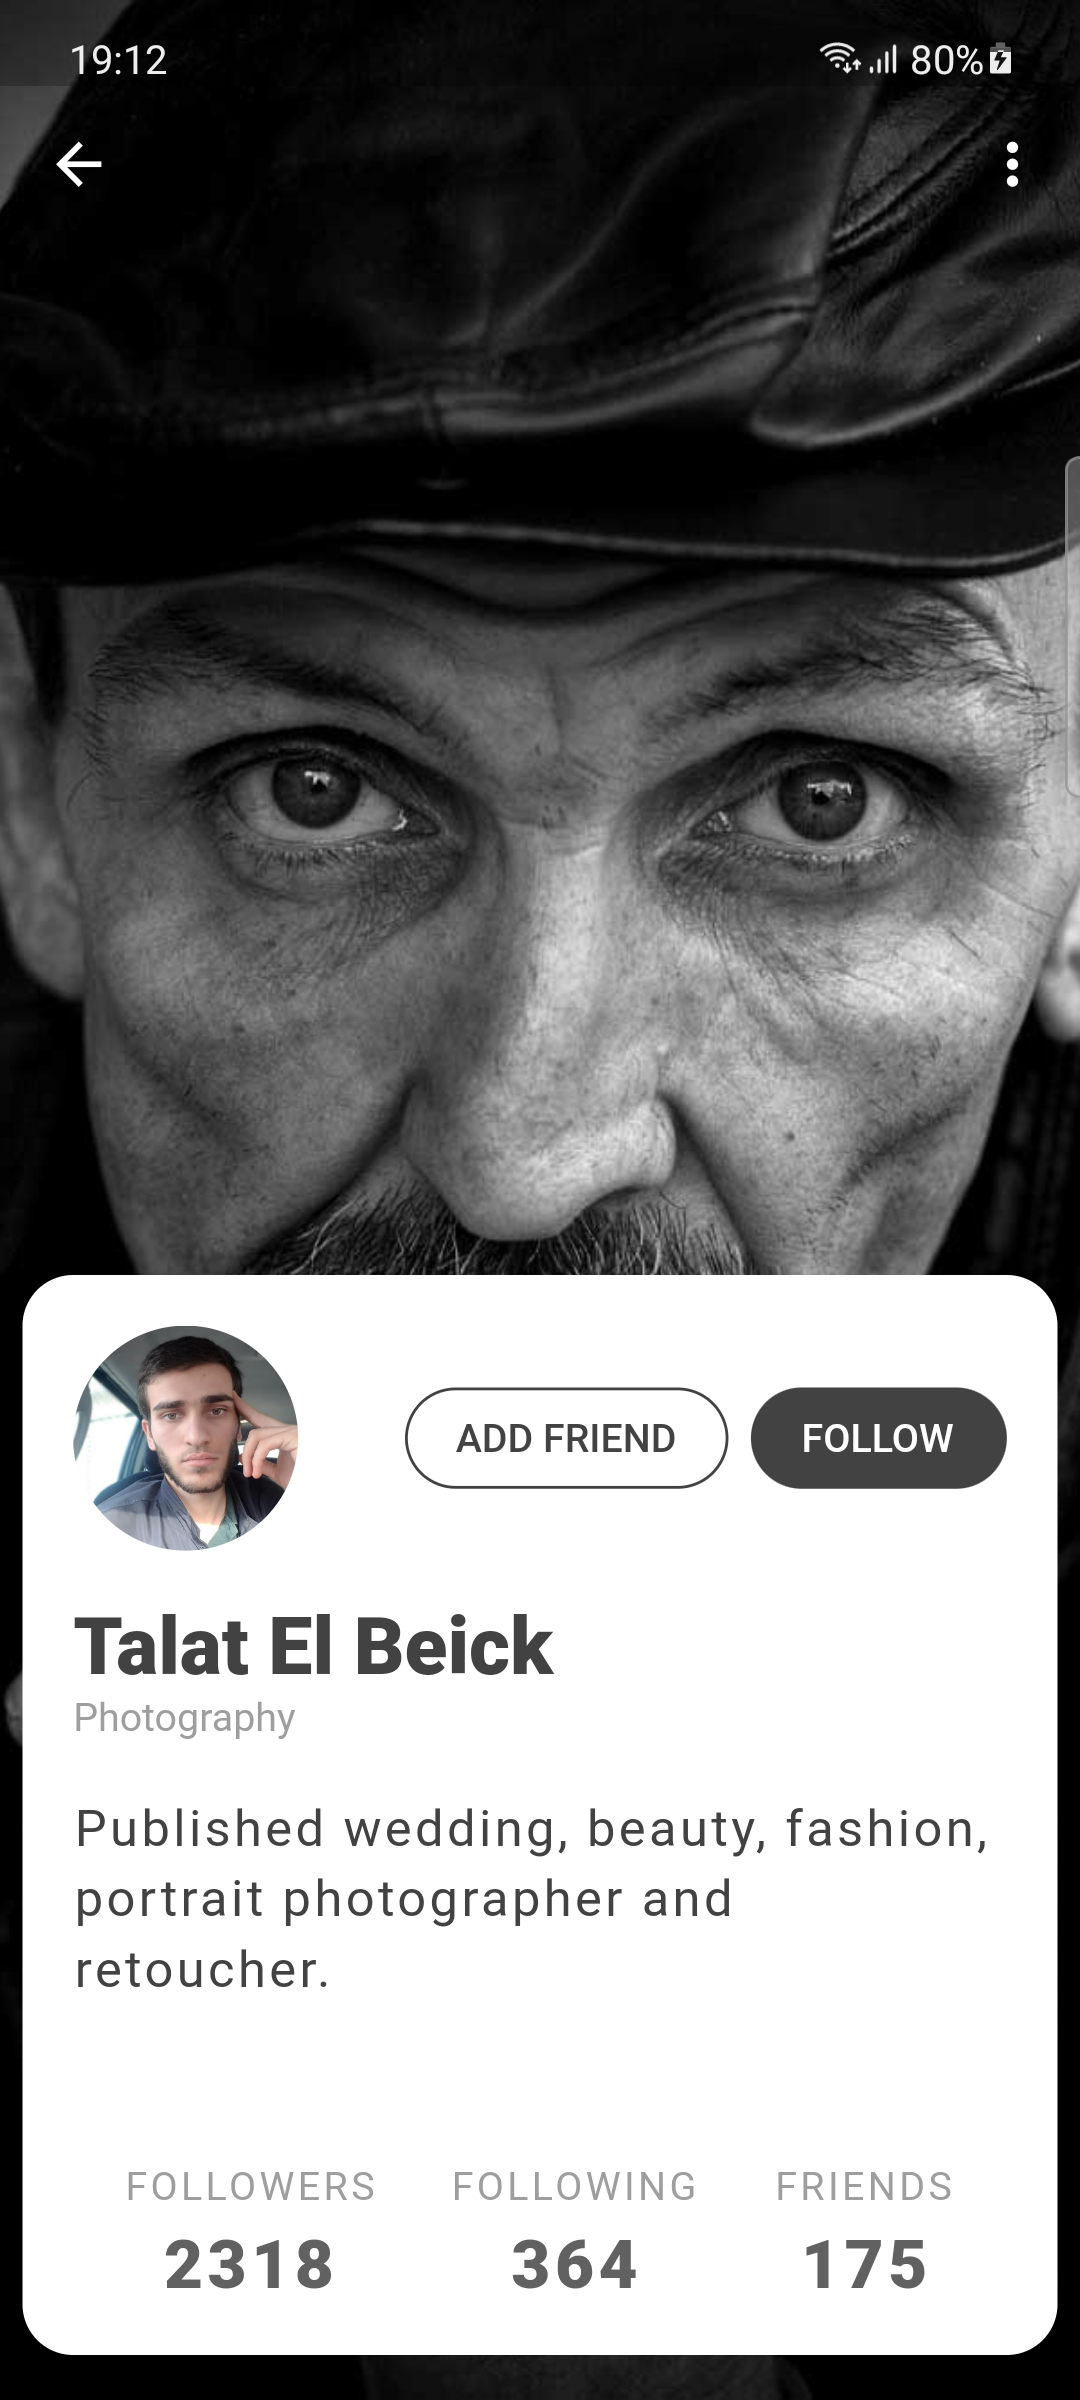 19:12 80%
ADD FRIEND FOLLOW
Talat El Beick
Photography
Published wedding, beauty, fashion,
portrait photographer and
retoucher.
FOLLOWERS FOLLOWING FRIENDS
2318 364 175